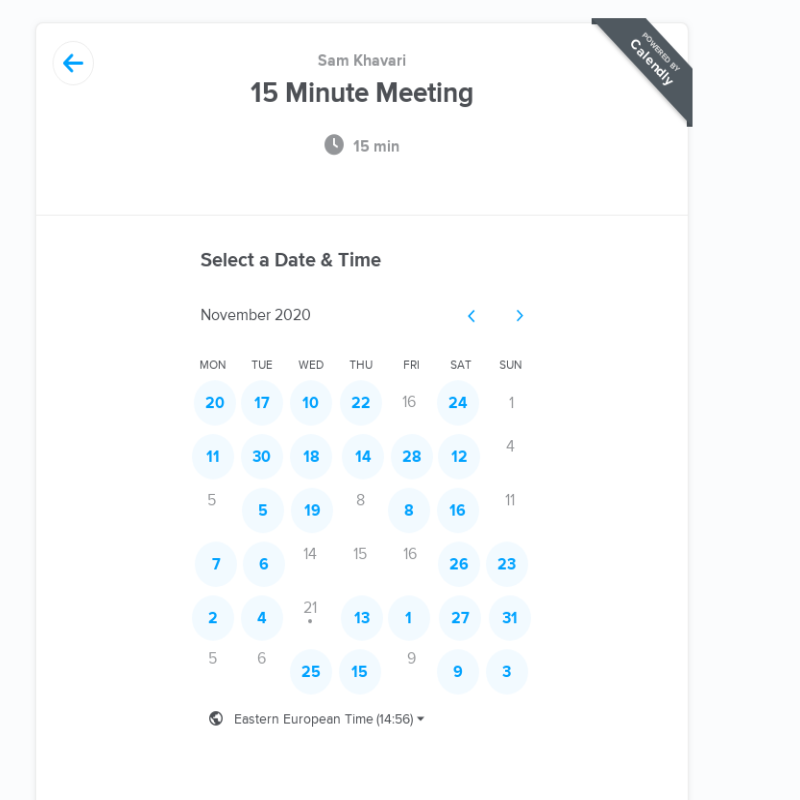 Sam Khavari
POWERED BY
Calendly
15 Minute Meeting
15 min
Select a Date & Time
November 2020
MON TUE WED THU FRI SAT SUN
20 17 10 22 16 24 1
11 30 18 14 28 12 4
5 5 19 8 8 16 11
7 6 14 15 16 26 23
2 4 21 13 1 27 31
5 6 25 15 9 9 3
Eastern European Time (14:56)